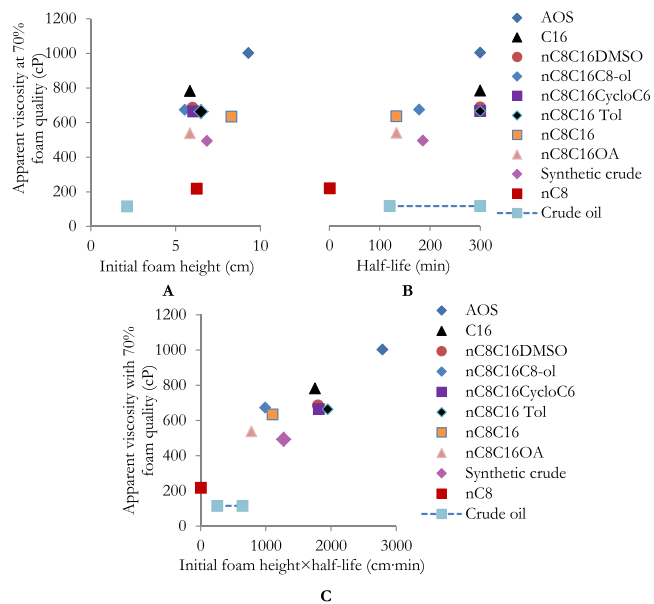 Apparent viscosity at 70%
foam quality (cP)
1200
1000
800
600
400
200
0
0
5
10
Initial foam height (cm)
A
0
100
200
300
Half-life (min)
B
AOS
C16
nC8C16DMSO
nC8C16C8-ol
nC8C16CycloC6
nC8C16 Tol
nC8C16
nC8C16OA
Synthetic crude
nC8
Crude oil
Apparent viscosity with 70%
foam quality (cP)
1200
1000
800
600
400
200
0
0
1000
2000
3000
Initial foam height×half-life (cm·min)
C
AOS
C16
nC8C16DMSO
nC8C16C8-ol
nC8C16CycloC6
nC8C16 Tol
nC8C16
nC8C16OA
Synthetic crude
nC8
Crude oil